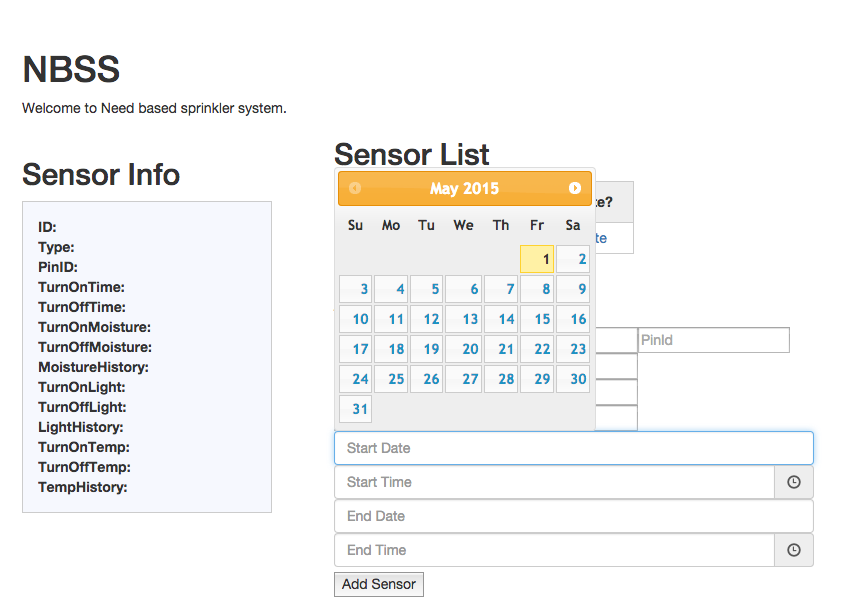 NBSS
Welcome to Need based sprinkler system.
Sensor Info
ID:
Type:
PinID:
TurnOnTime:
TurnOffTime:
TurnOnMoisture:
TurnOffMoisture:
MoistureHistory:
TurnOnLight:
TurnOffLight:
LightHistory:
TurnOnTemp:
TurnOffTemp:
TempHistory:
Sensor List
May 2015
Su Mo Tu We Th Fr Sa
1 2
3 4 5 6 7 8 9
10 11 12 13 14 15 16
17 18 19 20 21 22 23
24 25 26 27 28 29 30
31
te?
te
PinId
Start Date
Start Time
End Date
End Time
Add Sensor